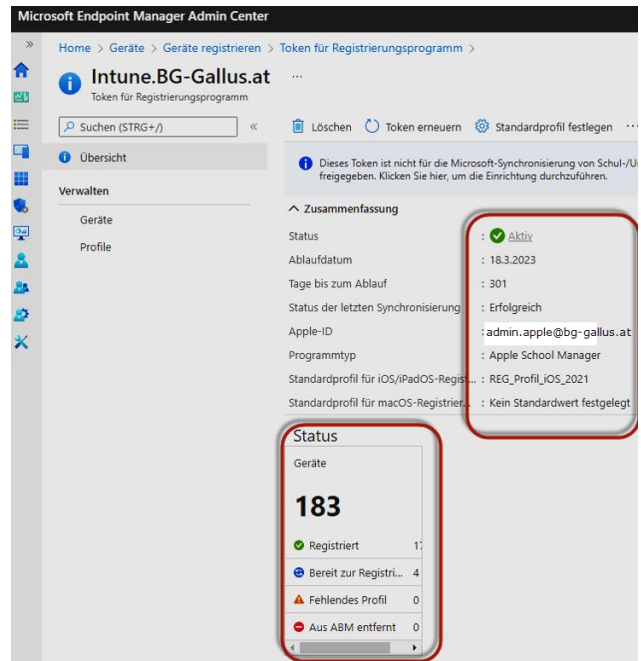 Microsoft Endpoint Manager Admin Center
»
Home > Geräte > Geräte registrieren > Token für Registrierungsprogramm >
Intune.BG-Gallus.at ...
Token für Registrierungsprogramm
Suchen (STRG+/) «
Löschen Token erneuern Standardprofil festlegen ...
Übersicht
Verwalten
Geräte
Profile
Dieses Token ist nicht für die Microsoft-Synchronisierung von Schul-/U
freigegeben. Klicken Sie hier, um die Einrichtung durchzuführen.
Zusammenfassung
Status : Aktiv
Ablaufdatum : 18.3.2023
Tage bis zum Ablauf : 301
Status der letzten Synchronisierung : Erfolgreich
Apple-ID : admin.apple@bg-gallus.at
Programmtyp : Apple School Manager
Standardprofil für iOS/iPadOS-Regist... : REG_Profil_iOS_2021
Standardprofil für macOS-Registrier... : Kein Standardwert festgelegt
Status
Geräte
183
Registriert
Bereit zur Registri... 4
Fehlendes Profil 0
Aus ABM entfernt 0